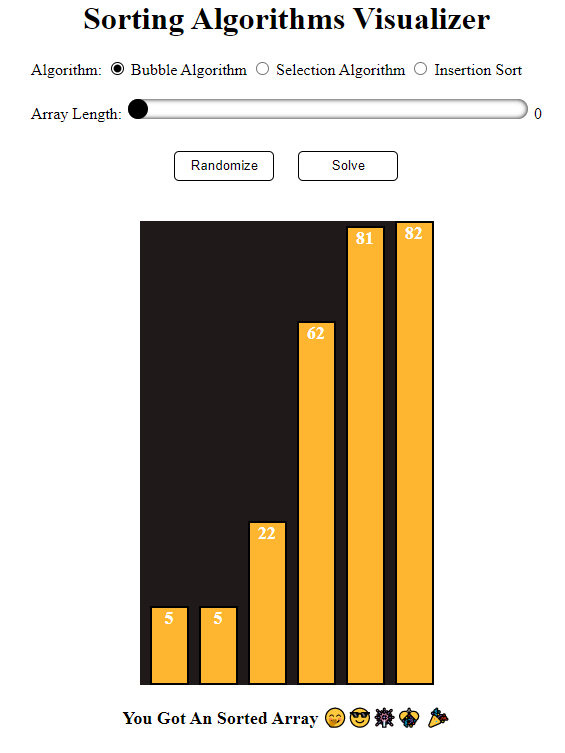 Sorting Algorithms Visualizer
Algorithm: Bubble Algorithm Selection Algorithm Insertion Sort
Array Length: 0
Randomize Solve
5 5 22 62 81 82
You Got An Sorted Array 🤭😎